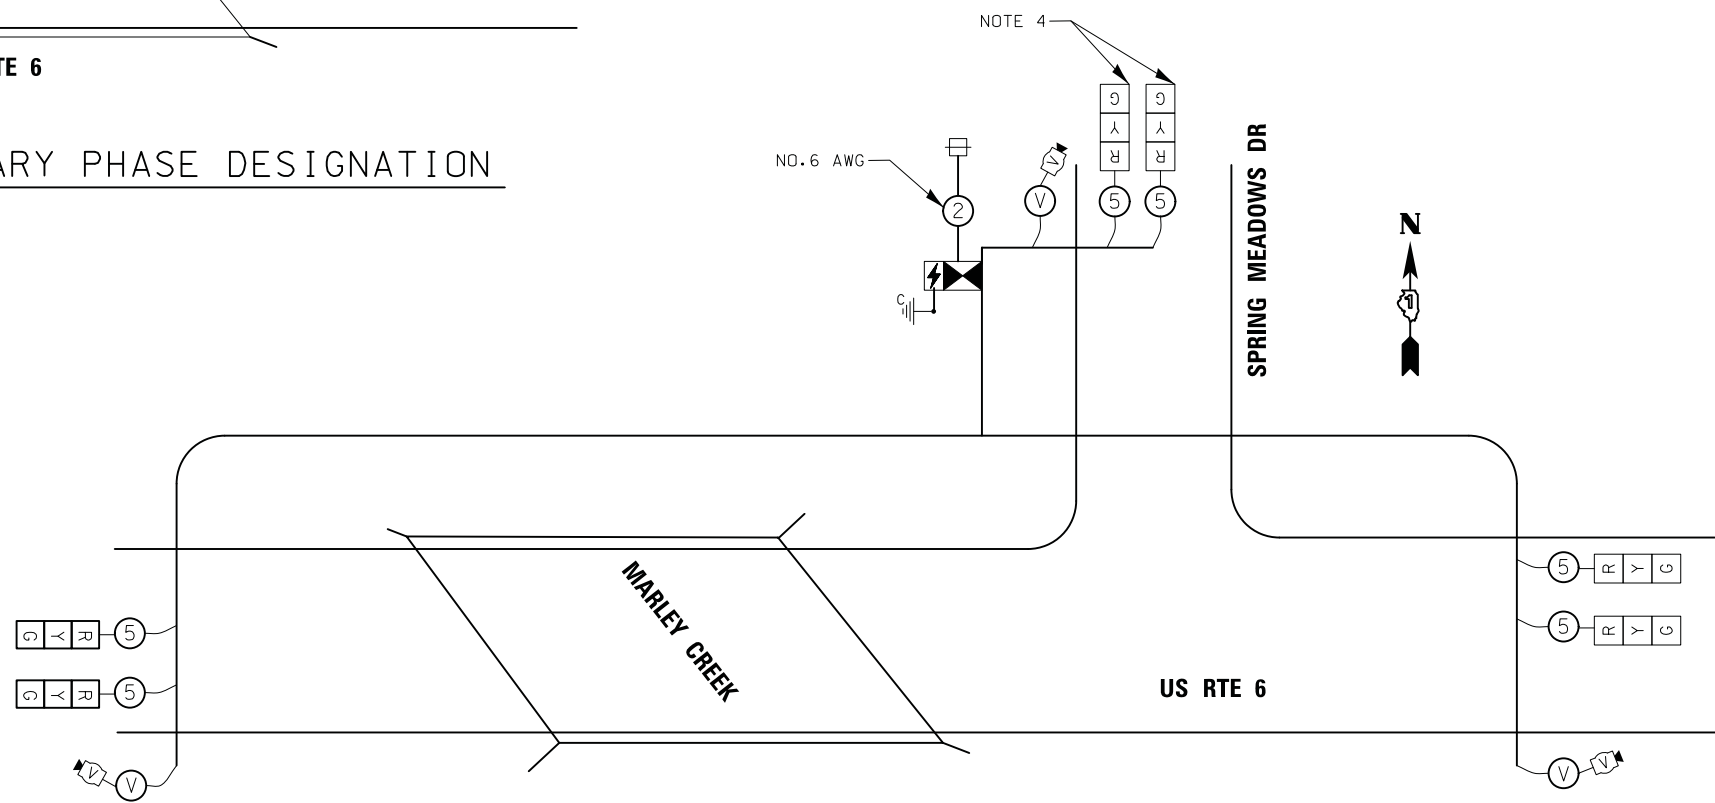 NOTE 4
TE 6
ARY PHASE DESIGNATION
NO.6 AWG
2
V
V
G
Y
R
5
G
Y
R
5
SPRING MEADOWS DR
N
1
C
MARLEY CREEK
US RTE 6
G Y R 5
G Y R 5
V V
5 R Y G
5 R Y G
V V